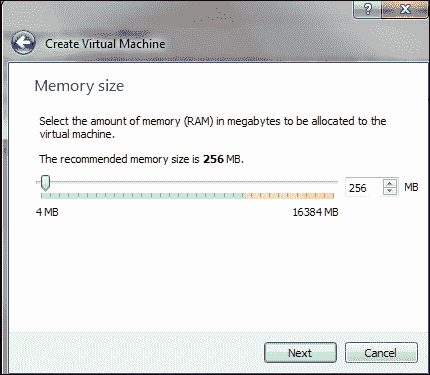 ?
X
Create Virtual Machine
Memory size
Select the amount of memory (RAM) in megabytes to be allocated to the
virtual machine.
The recommended memory size is 256 MB.
256 MB
4 MB 16384 MB
Next Cancel